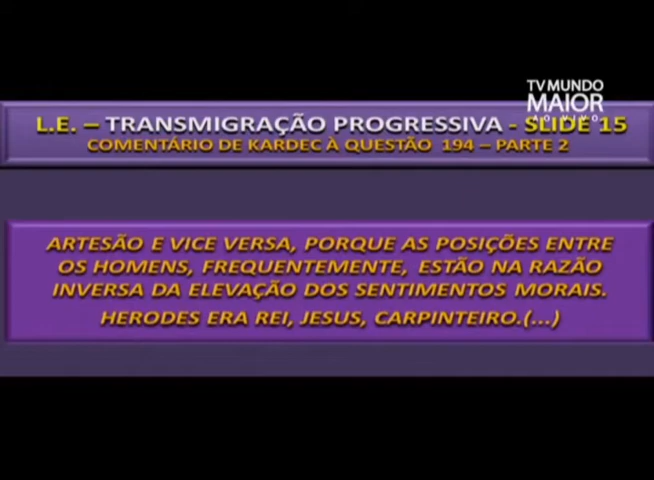 TV MUNDO
MAIOR
AO VIVO
L.E. – TRANSMIGRAÇÃO PROGRESSIVA - SLIDE 15
COMENTÁRIO DE KARDEC À QUESTÃO 194 – PARTE 2
ARTESÃO E VICE VERSA, PORQUE AS POSIÇÕES ENTRE
OS HOMENS, FREQUENTEMENTE, ESTÃO NA RAZÃO
INVERSA DA ELEVAÇÃO DOS SENTIMENTOS MORAIS.
HERODES ERA REI, JESUS, CARPINTEIRO.(...)